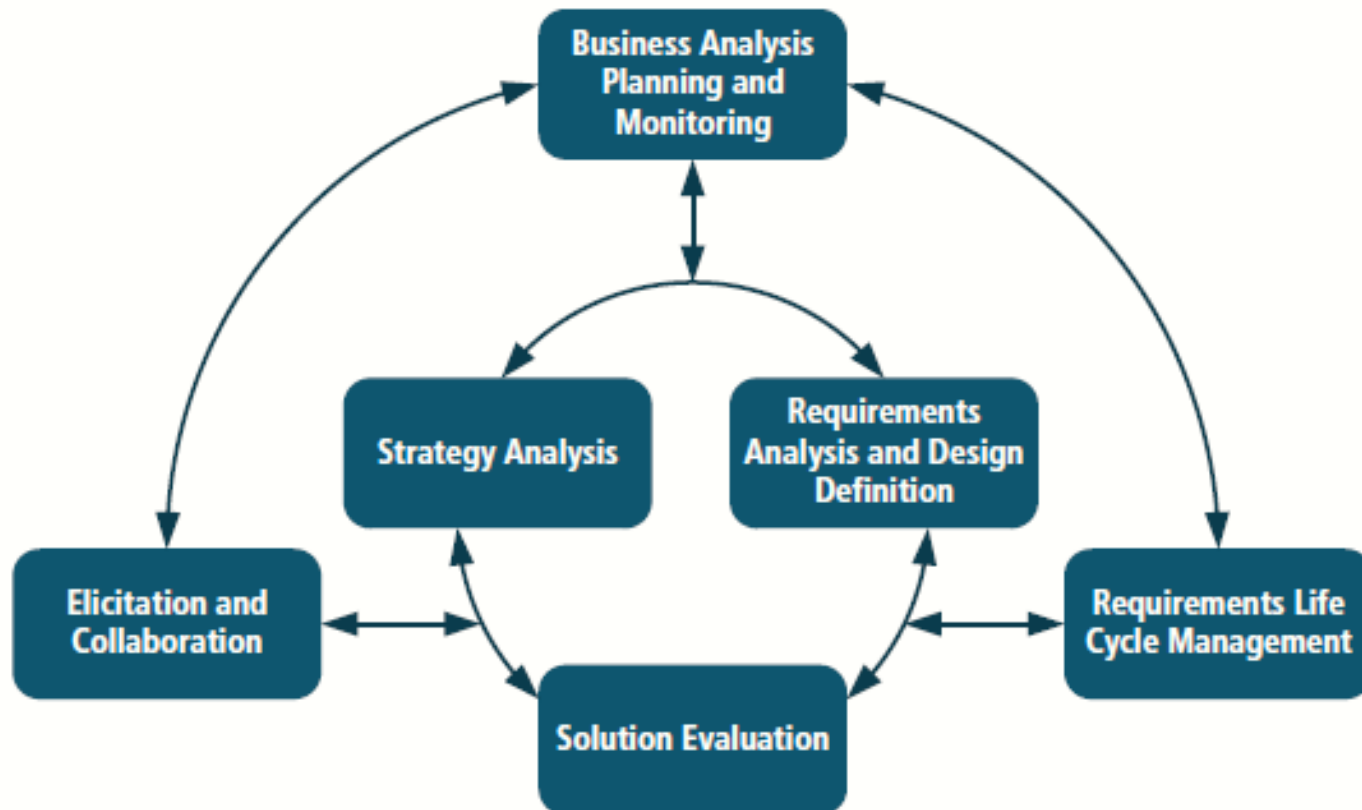 Business Analysis
Planning and
Monitoring
Strategy Analysis
Requirements
Analysis and Design
Definition
Elicitation and
Collaboration
Requirements Life
Cycle Management
Solution Evaluation